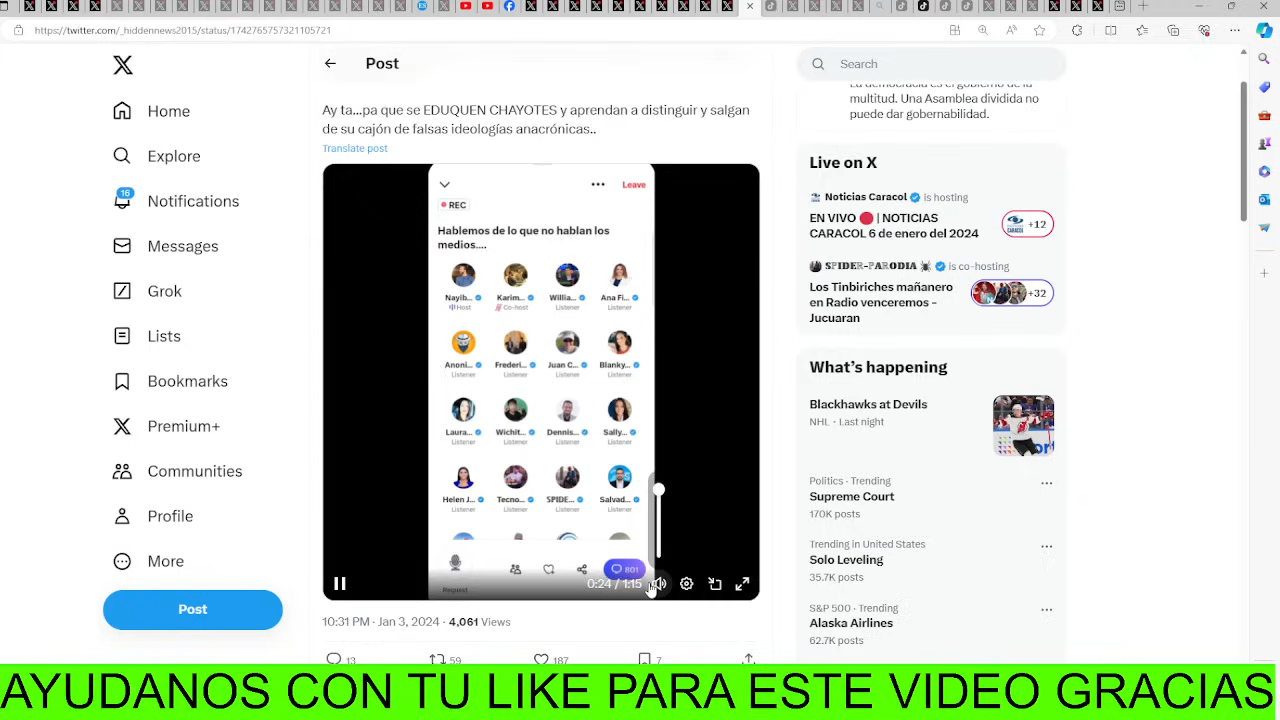 https://twitter.com/_hiddennews2015/status/1742765757321105721
Home
Explore
16
Notifications
Messages
Grok
Lists
Bookmarks
Premium+
Communities
Profile
More
Post
Post
Ay ta...pa que se EDUQUEN CHAYOTES y aprendan a distinguir y salgan
de su cajón de falsas ideologías anacrónicas..
Translate post
Leave
REC
Hablemos de lo que no hablan los
medios....
Nayib... Karim... Willia... Ana Fi...
Host Co-host Listener Listener
Anoni... Frederi... Juan C... Blanky...
Listener Listener Listener Listener
Laura... Wichit... Dennis... Sally...
Listener Listener Listener Listener
Helen J... Tecno... SPIDE... Salvad...
Listener Listener Listener Listener
801
Request
0:24 / 1:15
10:31 PM · Jan 3, 2024 · 4,061 Views
13 59 187 7
Search
La democracia es el gobierno de la
multitud. Una Asamblea dividida no
puede dar gobernabilidad.
Live on X
Noticias Caracol is hosting
EN VIVO 🔴 | NOTICIAS
CARACOL 6 de enero del 2024
+12
SPIDER-PARODIA is co-hosting
Los Tinbiriches mañanero
en Radio venceremos -
Jucuaran
+32
What's happening
Blackhawks at Devils
NHL · Last night
Politics · Trending
Supreme Court
170K posts
Trending in United States
Solo Leveling
35.7K posts
S&P 500 · Trending
Alaska Airlines
62.7K posts
AYUDANOS CON TU LIKE PARA ESTE VIDEO GRACIAS